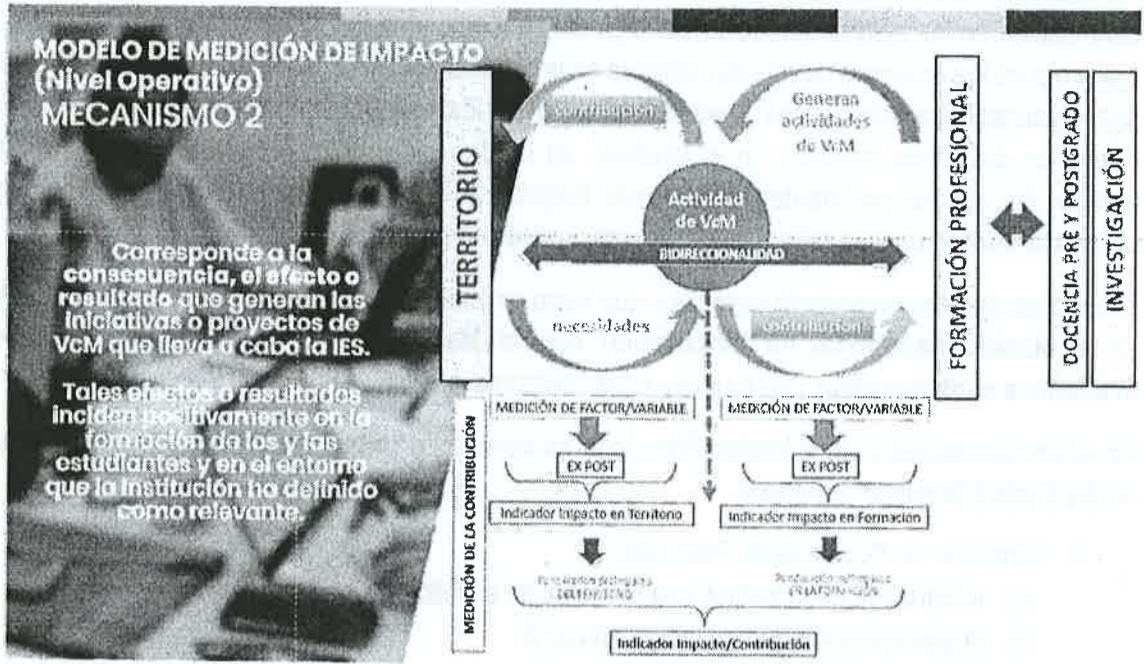 MODELO DE MEDICIÓN DE IMPACTO
(Nivel Operativo)
MECANISMO 2
Corresponde a la
consecuencia, el efecto o
resultado que generan las
iniciativas o proyectos de
VcM que lleva a cabo la IES.
Tales efectos o resultados
inciden positivamente en la
formación de los y las
estudiantes y en el entorno
que la Institución ha definido
como relevante.
TERRITORIO
contribución
Generan
actividades
de VcM
Actividad
de VcM
BIDIRECCIONALIDAD
necesidades
contribución
FORMACIÓN PROFESIONAL
DOCENCIA PRE Y POSTGRADO
INVESTIGACIÓN
MEDICIÓN DE LA CONTRIBUCIÓN
MEDICIÓN DE FACTOR/VARIABLE
EX POST
Indicador Impacto en Territorio
MEDICIÓN DE FACTOR/VARIABLE
EX POST
Indicador Impacto en Formación
Indicador Impacto/Contribución